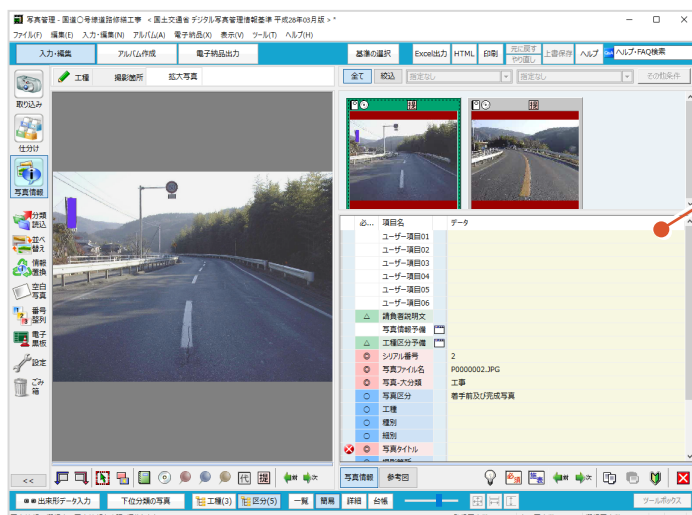 写真管理 - 国道〇号線道路修繕工事 < 国土交通省 デジタル写真管理情報基準 平成28年03月版 > *
ファイル(F) 編集(E) 入力･編集(N) アルバム(A) 電子納品(X) 表示(V) ツール(T) ヘルプ(H)
入力･編集 アルバム作成 電子納品出力 基準の選択 Excel出力 HTML 印刷 元に戻す やり直し 上書保存 ヘルプ Q&A ヘルプ･FAQ検索
工種 撮影箇所 拡大写真 全て 絞込 指定なし 指定なし その他条件
取り込み
仕分け
写真情報
分類読込
並べ替え
情報置換
空白写真
番号整列
電子黒板
設定
ごみ箱
<<
提 提
必... 項目名 データ
ユーザー項目01
ユーザー項目02
ユーザー項目03
ユーザー項目04
ユーザー項目05
ユーザー項目06
△ 請負者説明文
写真情報予備
△ 工種区分予備
◎ シリアル番号 2
◎ 写真ファイル名 P0000002.JPG
◎ 写真-大分類 工事
○ 写真区分 着手前及び完成写真
○ 工種
○ 種別
○ 細別
◎ 写真タイトル
代 提 前 次 写真情報 参考図 必須 施工 前 次
出来形データ入力 下位分類の写真 工種(3) 区分(5) 一覧 簡易 詳細 台帳 ツールボックス